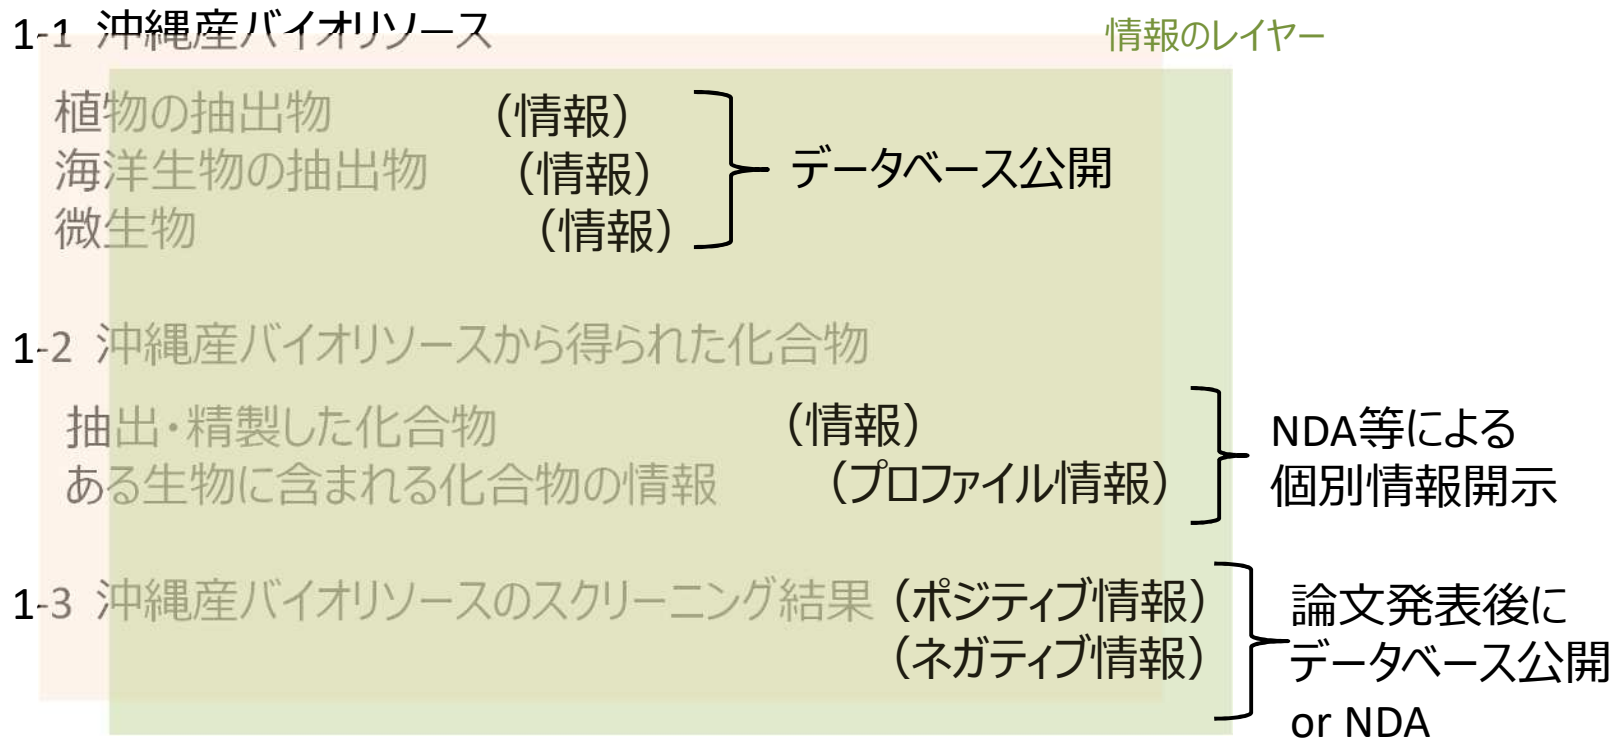 1-1 沖縄産バイオリソース
情報のレイヤー
植物の抽出物 （情報）
海洋生物の抽出物 （情報）
微生物 （情報）
データベース公開
1-2 沖縄産バイオリソースから得られた化合物
抽出・精製した化合物 （情報）
ある生物に含まれる化合物の情報 （プロファイル情報）
NDA等による
個別情報開示
1-3 沖縄産バイオリソースのスクリーニング結果（ポジティブ情報）
（ネガティブ情報）
論文発表後に
データベース公開
or NDA